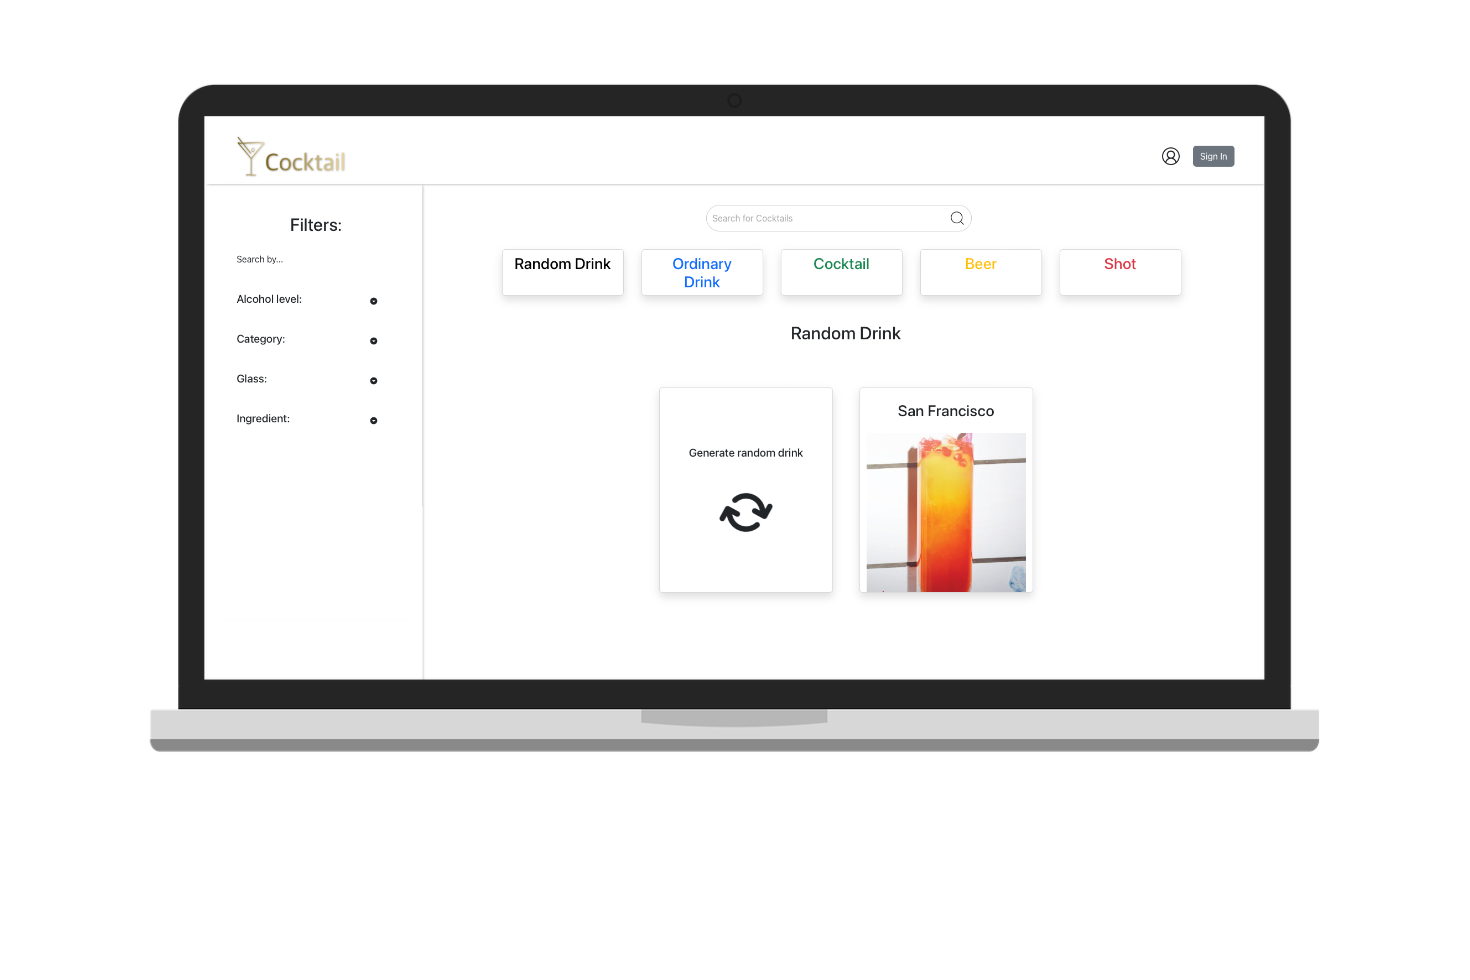 Cocktail
Sign In
Filters:
Search by...
Alcohol level:
Category:
Glass:
Ingredient:
Search for Cocktails
Random Drink
Ordinary
Drink
Cocktail
Beer
Shot
Random Drink
Generate random drink
San Francisco